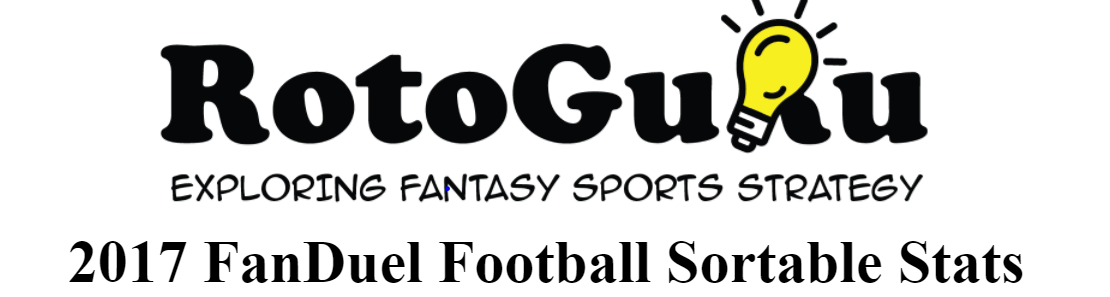 RotoGuRu
EXPLORING FANTASY SPORTS STRATEGY
2017 FanDuel Football Sortable Stats